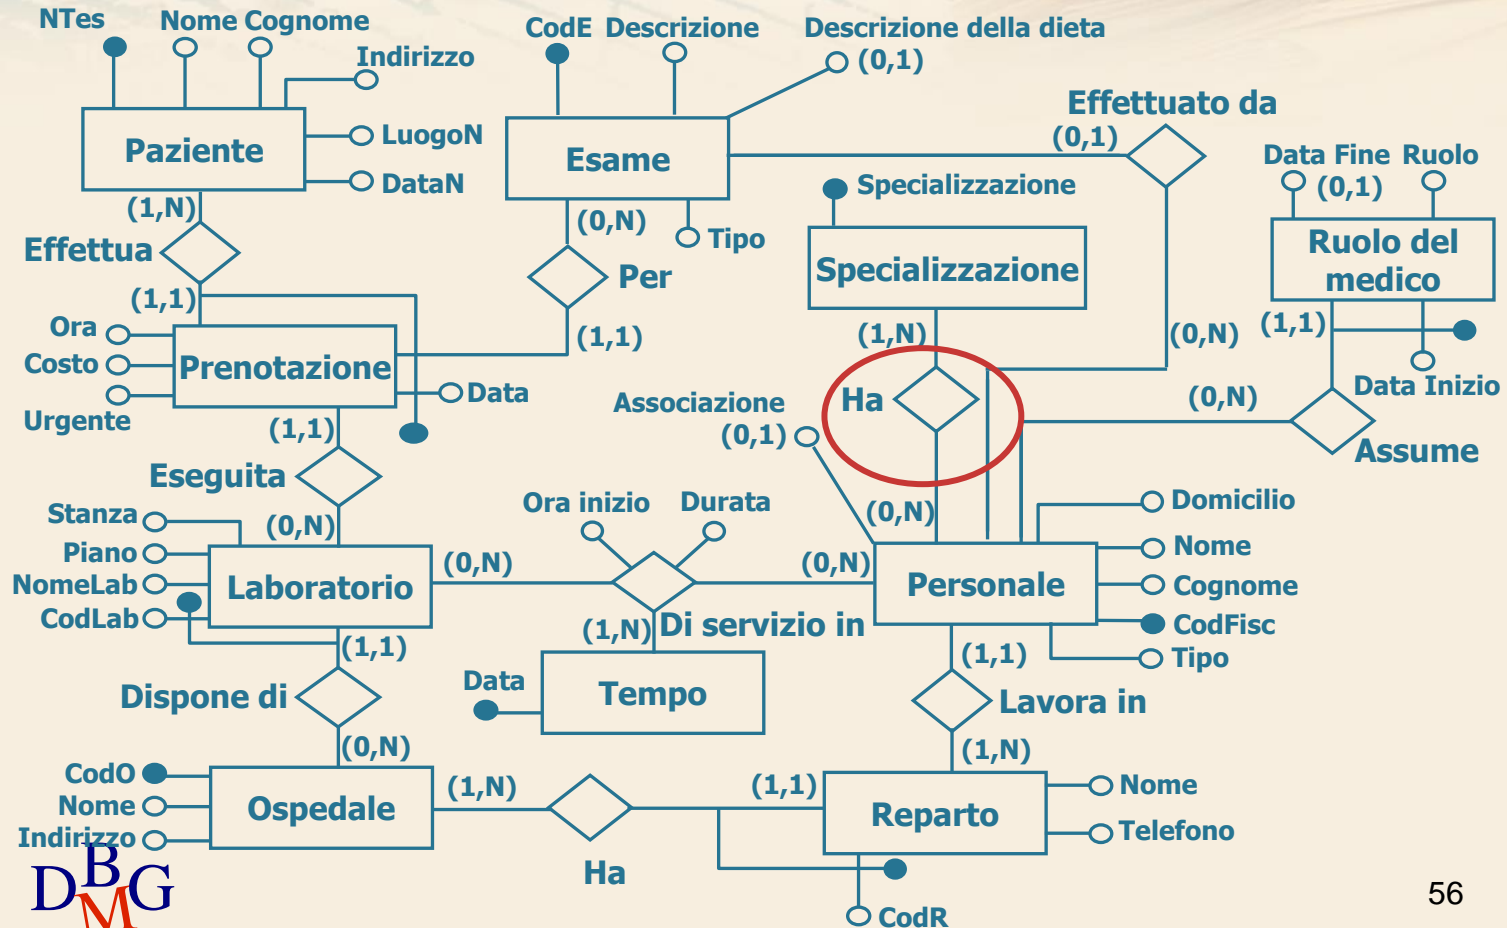 NTes
Nome Cognome
CodE Descrizione
Descrizione della dieta
(0,1)
Indirizzo
Effettuato da
(0,1)
Paziente
LuogoN
Esame
Data Fine Ruolo
(0,1)
DataN
Specializzazione
(1,N)
(0,N)
Tipo
Ruolo del
medico
Effettua
Per
Specializzazione
(1,1)
(1,1)
(1,N)
(0,N)
(1,1)
Ora
Costo
Urgente
Prenotazione
Data
Data Inizio
Associazione
(0,1)
Ha
(0,N)
(1,1)
Assume
Eseguita
Stanza
(0,N)
Ora inizio
Durata
(0,N)
Domicilio
Piano
NomeLab
CodLab
Laboratorio
(0,N)
(0,N)
Personale
Nome
Cognome
CodFisc
Tipo
(1,1)
(1,N)
Di servizio in
(1,1)
Dispone di
Data
Tempo
Lavora in
(0,N)
(1,N)
CodO
Nome
Indirizzo
Ospedale
(1,N)
Ha
(1,1)
Reparto
Nome
Telefono
CodR
DBMG
56